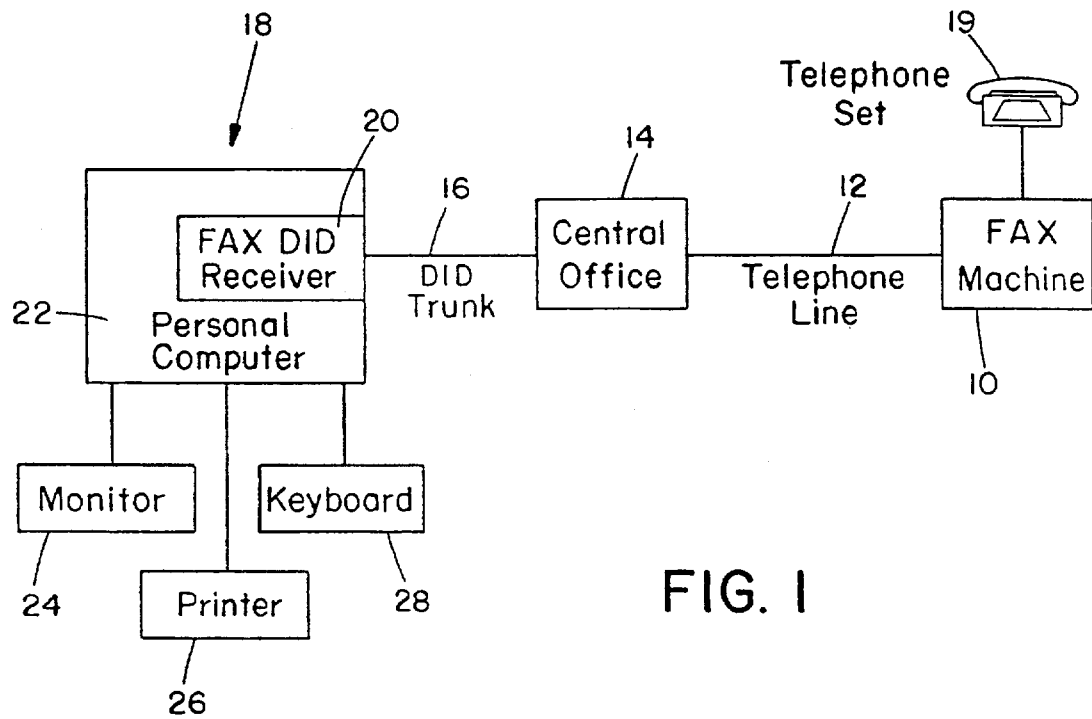 18
19
Telephone
Set
20
14
16
12
FAX DID
Receiver
DID
Trunk
Central
Office
Telephone
Line
FAX
Machine
22
Personal
Computer
10
Monitor
Keyboard
24
Printer
28
26
FIG. 1